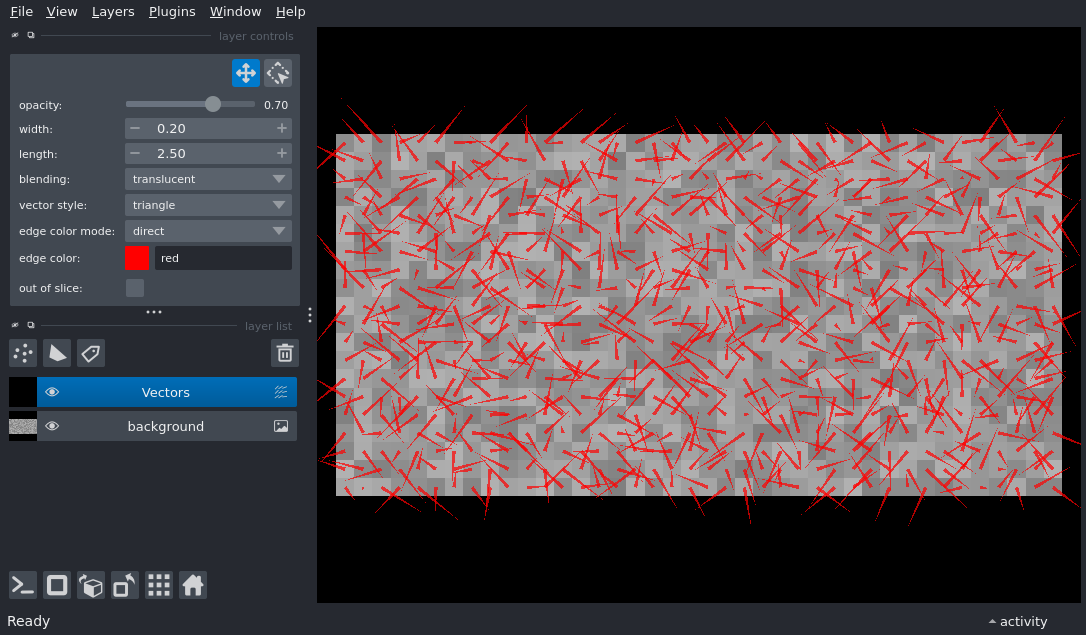 File View Layers Plugins Window Help
layer controls
opacity: 0.70
width: 0.20
length: 2.50
blending: translucent
vector style: triangle
edge color mode: direct
edge color: red
out of slice:
layer list
Vectors
background
Ready
activity